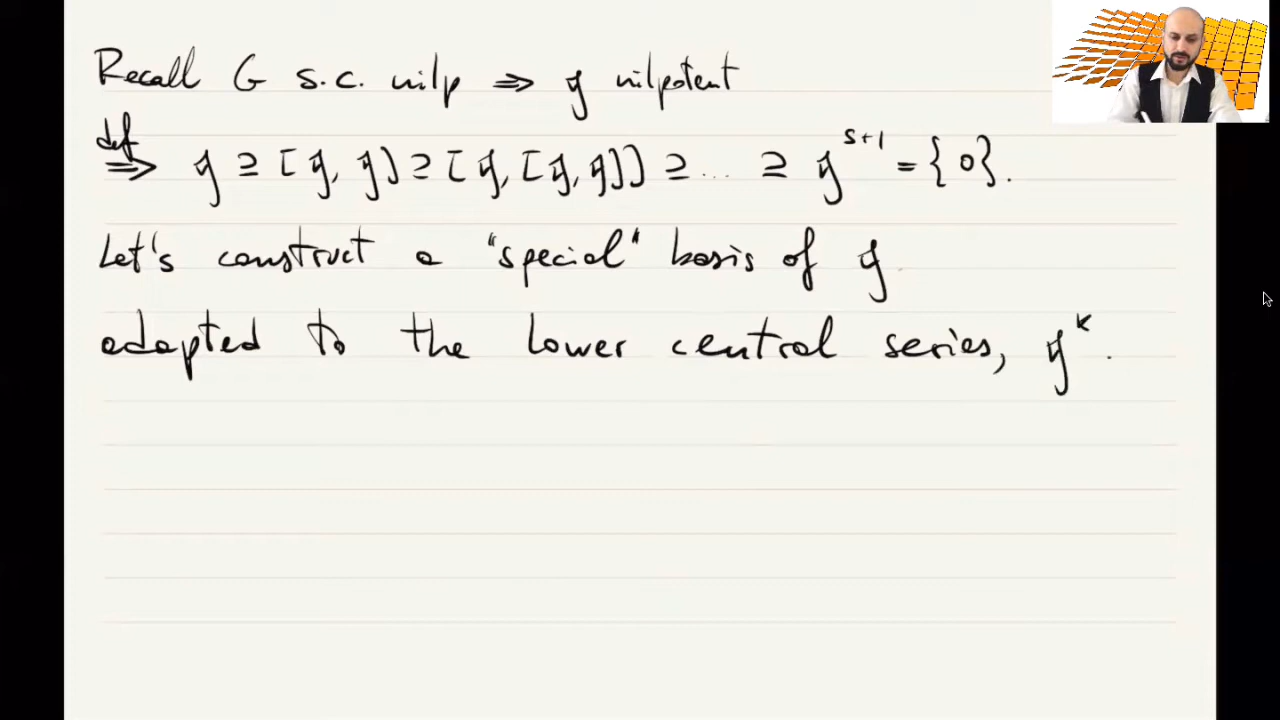 Recall G s.c. nilp ⇒ 𝔤 nilpotent
def ⇒ 𝔤 ⊇ [𝔤, 𝔤] ⊇ [𝔤, [𝔤, 𝔤]] ⊇ ... ⊇ 𝔤^{s+1} = {0}.
Let's construct a "special" basis of 𝔤
adapted to the lower central series, 𝔤^k.